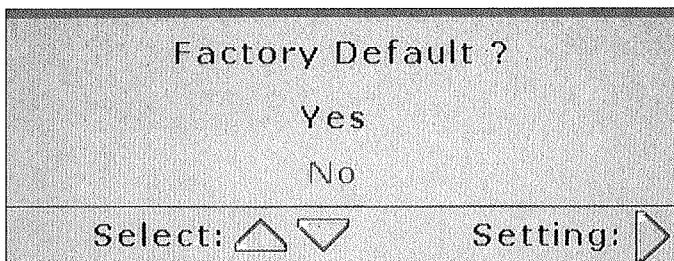 Factory Default ?
Yes
No
Select: △ ▽ Setting: ▷